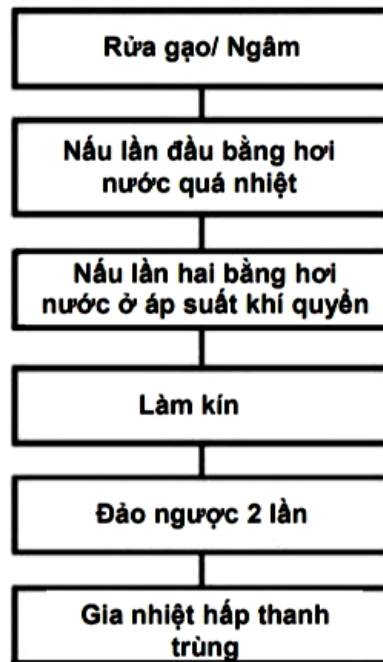 Rửa gạo/ Ngâm
Nấu lần đầu bằng hơi
nước quá nhiệt
Nấu lần hai bằng hơi
nước ở áp suất khí quyển
Làm kín
Đảo ngược 2 lần
Gia nhiệt hấp thanh
trùng